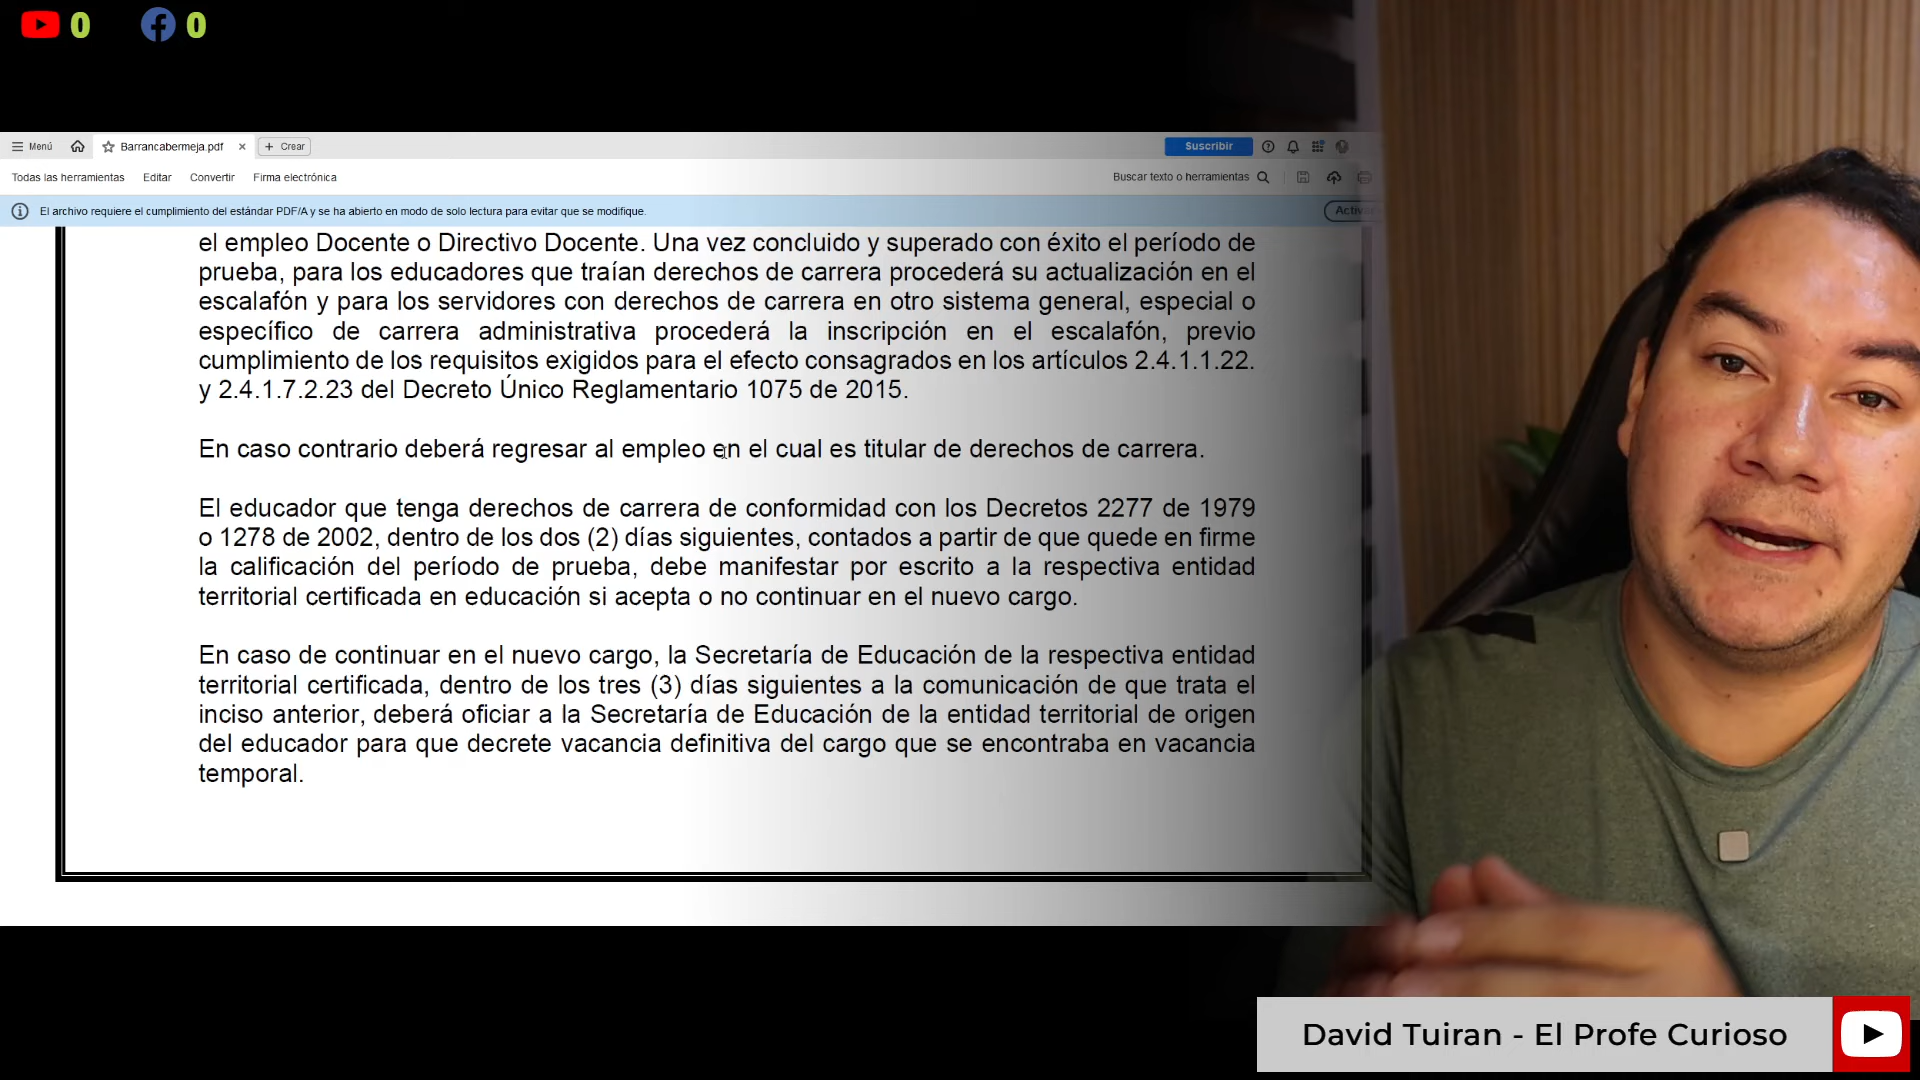 0 0
Menú Barrancabermeja.pdf Crear Suscribir
Todas las herramientas Editar Convertir Firma electrónica Buscar texto o herramientas
El archivo requiere el cumplimiento del estándar PDF/A y se ha abierto en modo de solo lectura para evitar que se modifique.
el empleo Docente o Directivo Docente. Una vez concluido y superado con éxito el período de
prueba, para los educadores que traían derechos de carrera procederá su actualización en el
escalafón y para los servidores con derechos de carrera en otro sistema general, especial o
específico de carrera administrativa procederá la inscripción en el escalafón, previo
cumplimiento de los requisitos exigidos para el efecto consagrados en los artículos 2.4.1.1.22.
y 2.4.1.7.2.23 del Decreto Único Reglamentario 1075 de 2015.
En caso contrario deberá regresar al empleo en el cual es titular de derechos de carrera.
El educador que tenga derechos de carrera de conformidad con los Decretos 2277 de 1979
o 1278 de 2002, dentro de los dos (2) días siguientes, contados a partir de que quede en firme
la calificación del período de prueba, debe manifestar por escrito a la respectiva entidad
territorial certificada en educación si acepta o no continuar en el nuevo cargo.
En caso de continuar en el nuevo cargo, la Secretaría de Educación de la respectiva entidad
territorial certificada, dentro de los tres (3) días siguientes a la comunicación de que trata el
inciso anterior, deberá oficiar a la Secretaría de Educación de la entidad territorial de origen
del educador para que decrete vacancia definitiva del cargo que se encontraba en vacancia
temporal.
David Tuiran - El Profe Curioso